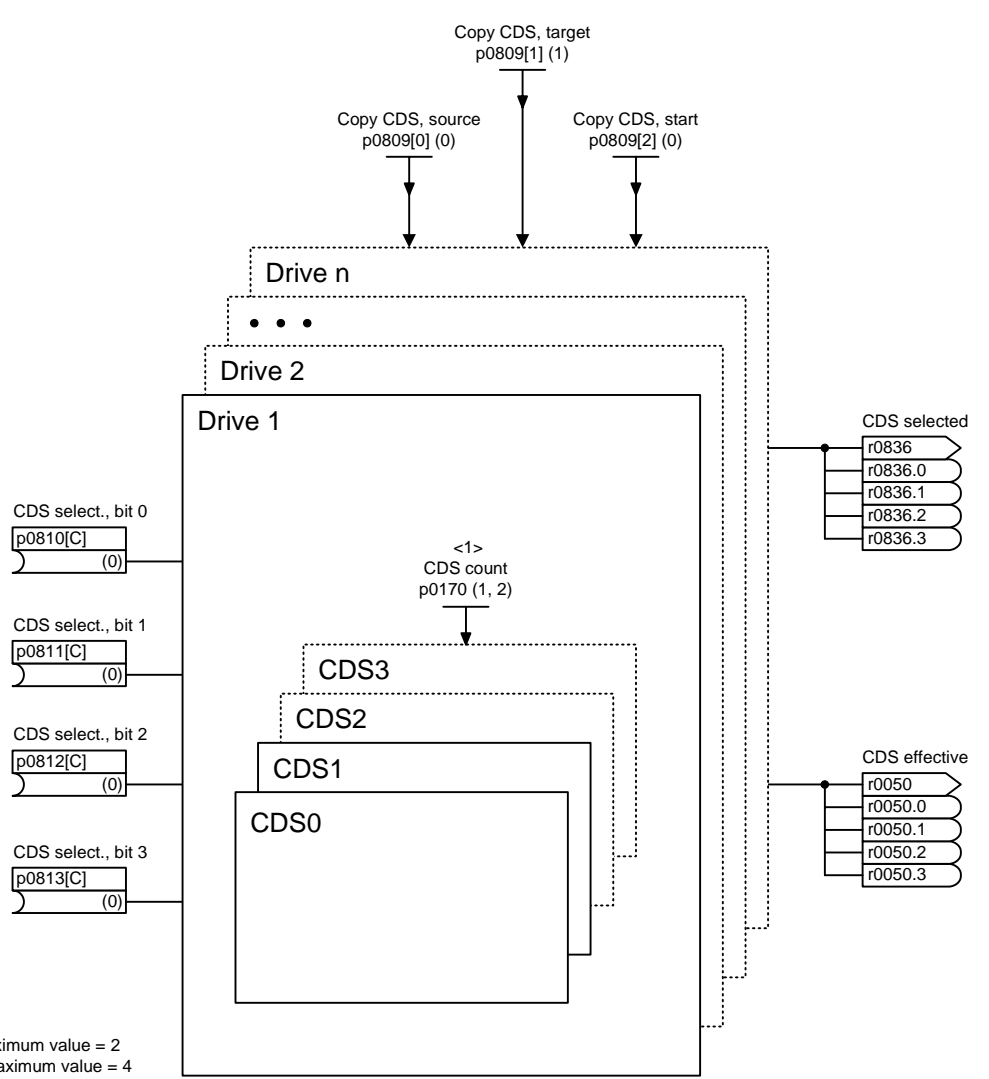 Copy CDS, target
p0809[1] (1)
Copy CDS, source
p0809[0] (0)
Copy CDS, start
p0809[2] (0)
Drive n
• • •
Drive 2
Drive 1
CDS selected
r0836
r0836.0
r0836.1
r0836.2
r0836.3
CDS select., bit 0
p0810[C]
(0)
<1>
CDS count
p0170 (1, 2)
CDS select., bit 1
p0811[C]
(0)
CDS3
CDS2
CDS select., bit 2
p0812[C]
(0)
CDS1
CDS0
CDS effective
r0050
r0050.0
r0050.1
r0050.2
r0050.3
CDS select., bit 3
p0813[C]
(0)
value = 2
value = 4